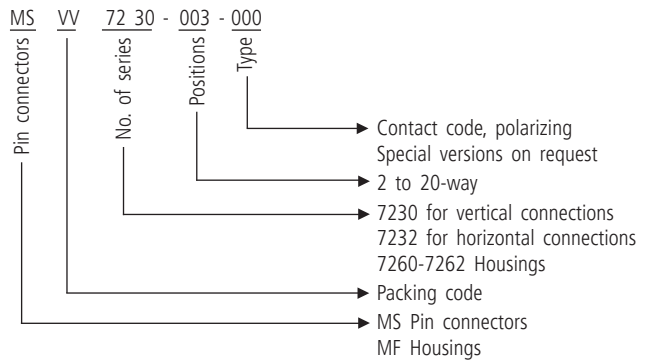 MS VV 72 30 - 003 - 000
Pin connectors
No. of series
Positions
Type
Contact code, polarizing
Special versions on request
2 to 20-way
7230 for vertical connections
7232 for horizontal connections
7260-7262 Housings
Packing code
MS Pin connectors
MF Housings